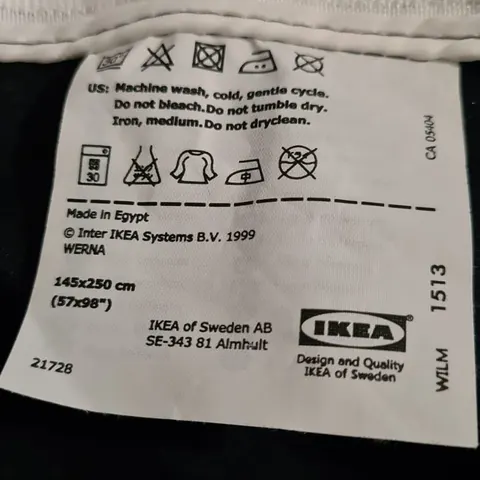 30°
US: Machine wash, cold, gentle cycle.
Do not bleach. Do not tumble dry.
Iron, medium. Do not dryclean.
30
Made in Egypt
© Inter IKEA Systems B.V. 1999
WERNA
145x250 cm
(57x98")
IKEA of Sweden AB
SE-343 81 Almhult
21728
IKEA
Design and Quality
IKEA of Sweden
CA 05404
WILM 1513